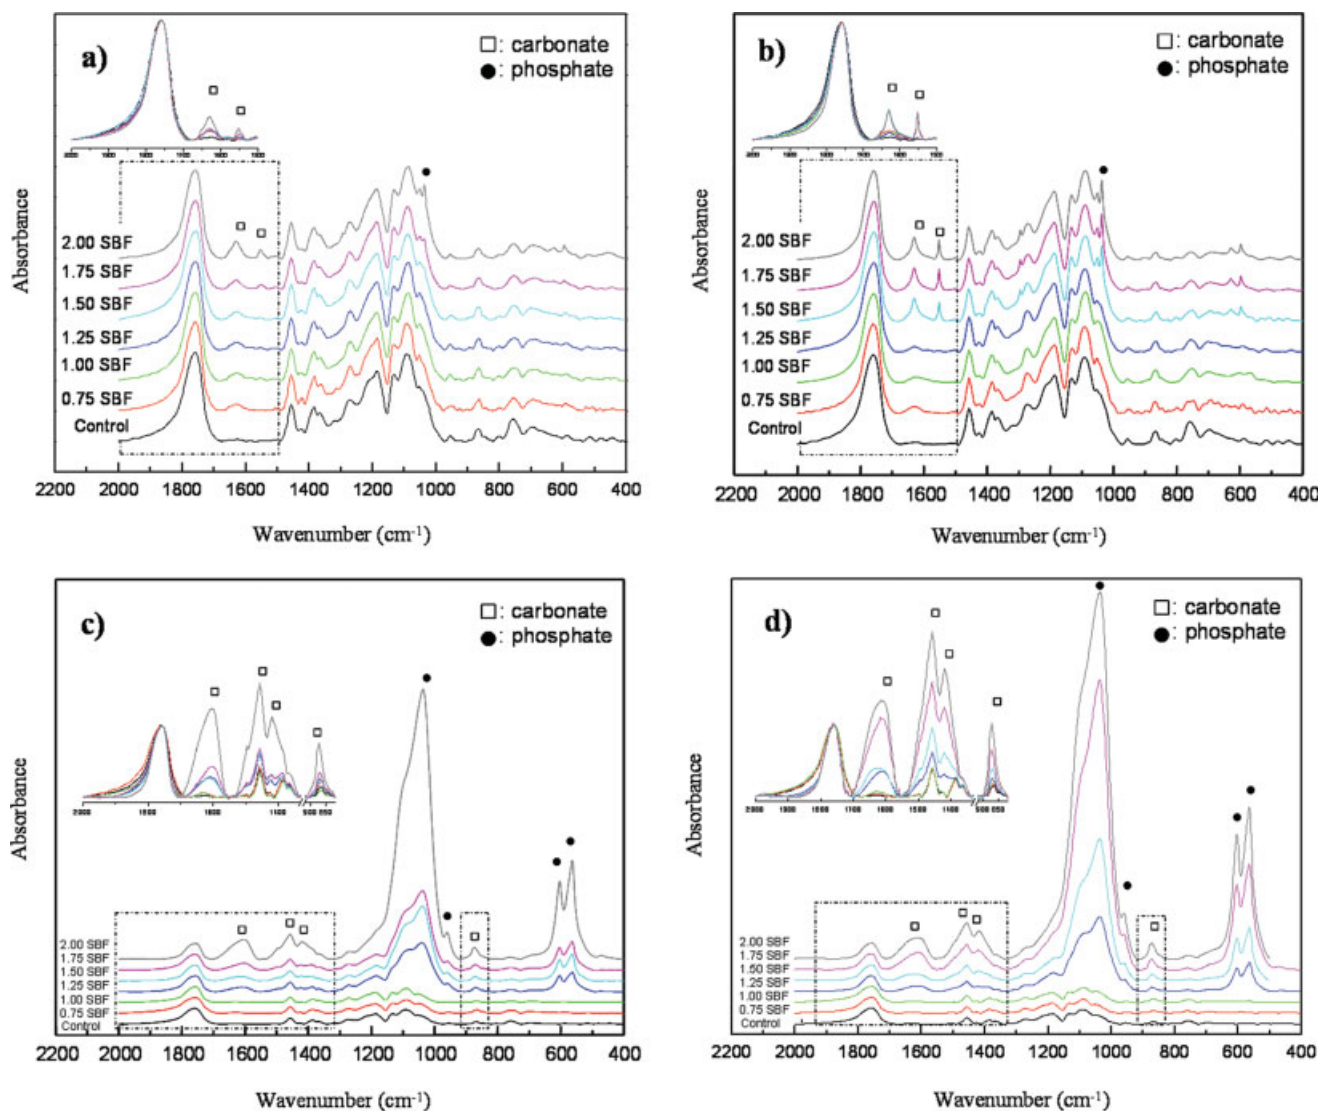 a)
□: carbonate
●: phosphate
2.00 SBF
1.75 SBF
1.50 SBF
1.25 SBF
1.00 SBF
0.75 SBF
Control
Absorbance
2200 2000 1800 1600 1400 1200 1000 800 600 400
Wavenumber (cm⁻¹)
b)
□: carbonate
●: phosphate
2.00 SBF
1.75 SBF
1.50 SBF
1.25 SBF
1.00 SBF
0.75 SBF
Control
Absorbance
2200 2000 1800 1600 1400 1200 1000 800 600 400
Wavenumber (cm⁻¹)
c)
□: carbonate
●: phosphate
2.00 SBF
1.75 SBF
1.50 SBF
1.25 SBF
1.00 SBF
0.75 SBF
Control
Absorbance
2200 2000 1800 1600 1400 1200 1000 800 600 400
Wavenumber (cm⁻¹)
d)
□: carbonate
●: phosphate
2.00 SBF
1.75 SBF
1.50 SBF
1.25 SBF
1.00 SBF
0.75 SBF
Control
Absorbance
2200 2000 1800 1600 1400 1200 1000 800 600 400
Wavenumber (cm⁻¹)